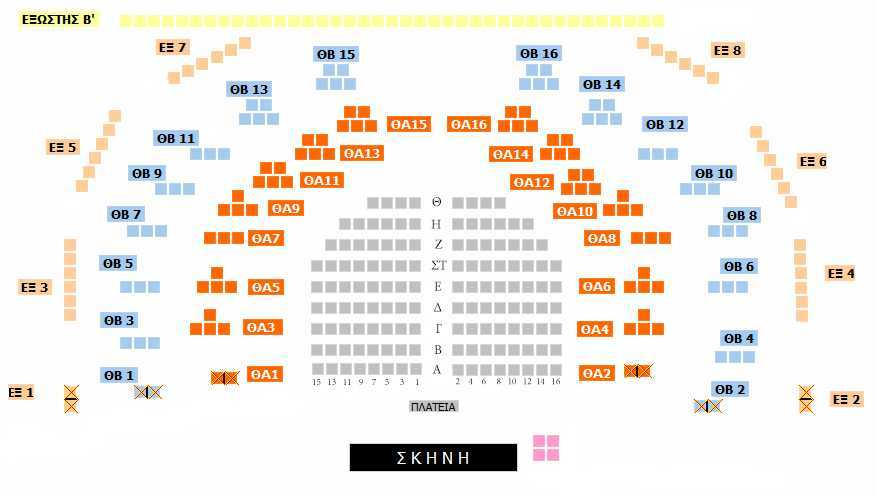 ΕΞΩΣΤΗΣ Β'
ΕΞ 7
ΘΒ 15
ΘΒ 16
ΕΞ 8
ΘΒ 13
ΘΒ 14
ΕΞ 5
ΘΒ 11
ΘΑ15
ΘΑ16
ΘΒ 12
ΘΑ13
ΘΑ14
ΕΞ 6
ΘΒ 9
ΘΑ11
ΘΑ12
ΘΒ 10
ΘΒ 7
ΘΑ9
Θ
ΘΑ10
ΘΒ 8
Η
ΘΑ7
Ζ
ΘΑ8
ΘΒ 5
ΣΤ
ΘΒ 6
ΕΞ 3
ΘΑ5
Ε
ΘΑ6
ΕΞ 4
Δ
ΘΒ 3
ΘΑ3
Γ
ΘΑ4
ΘΒ 4
Β
ΘΒ 1
ΘΑ1
Α
ΘΑ2
15 13 11 9 7 5 3 1 2 4 6 8 10 12 14 16
ΕΞ 1
ΘΒ 2
ΕΞ 2
ΠΛΑΤΕΙΑ
ΣΚΗΝΗ